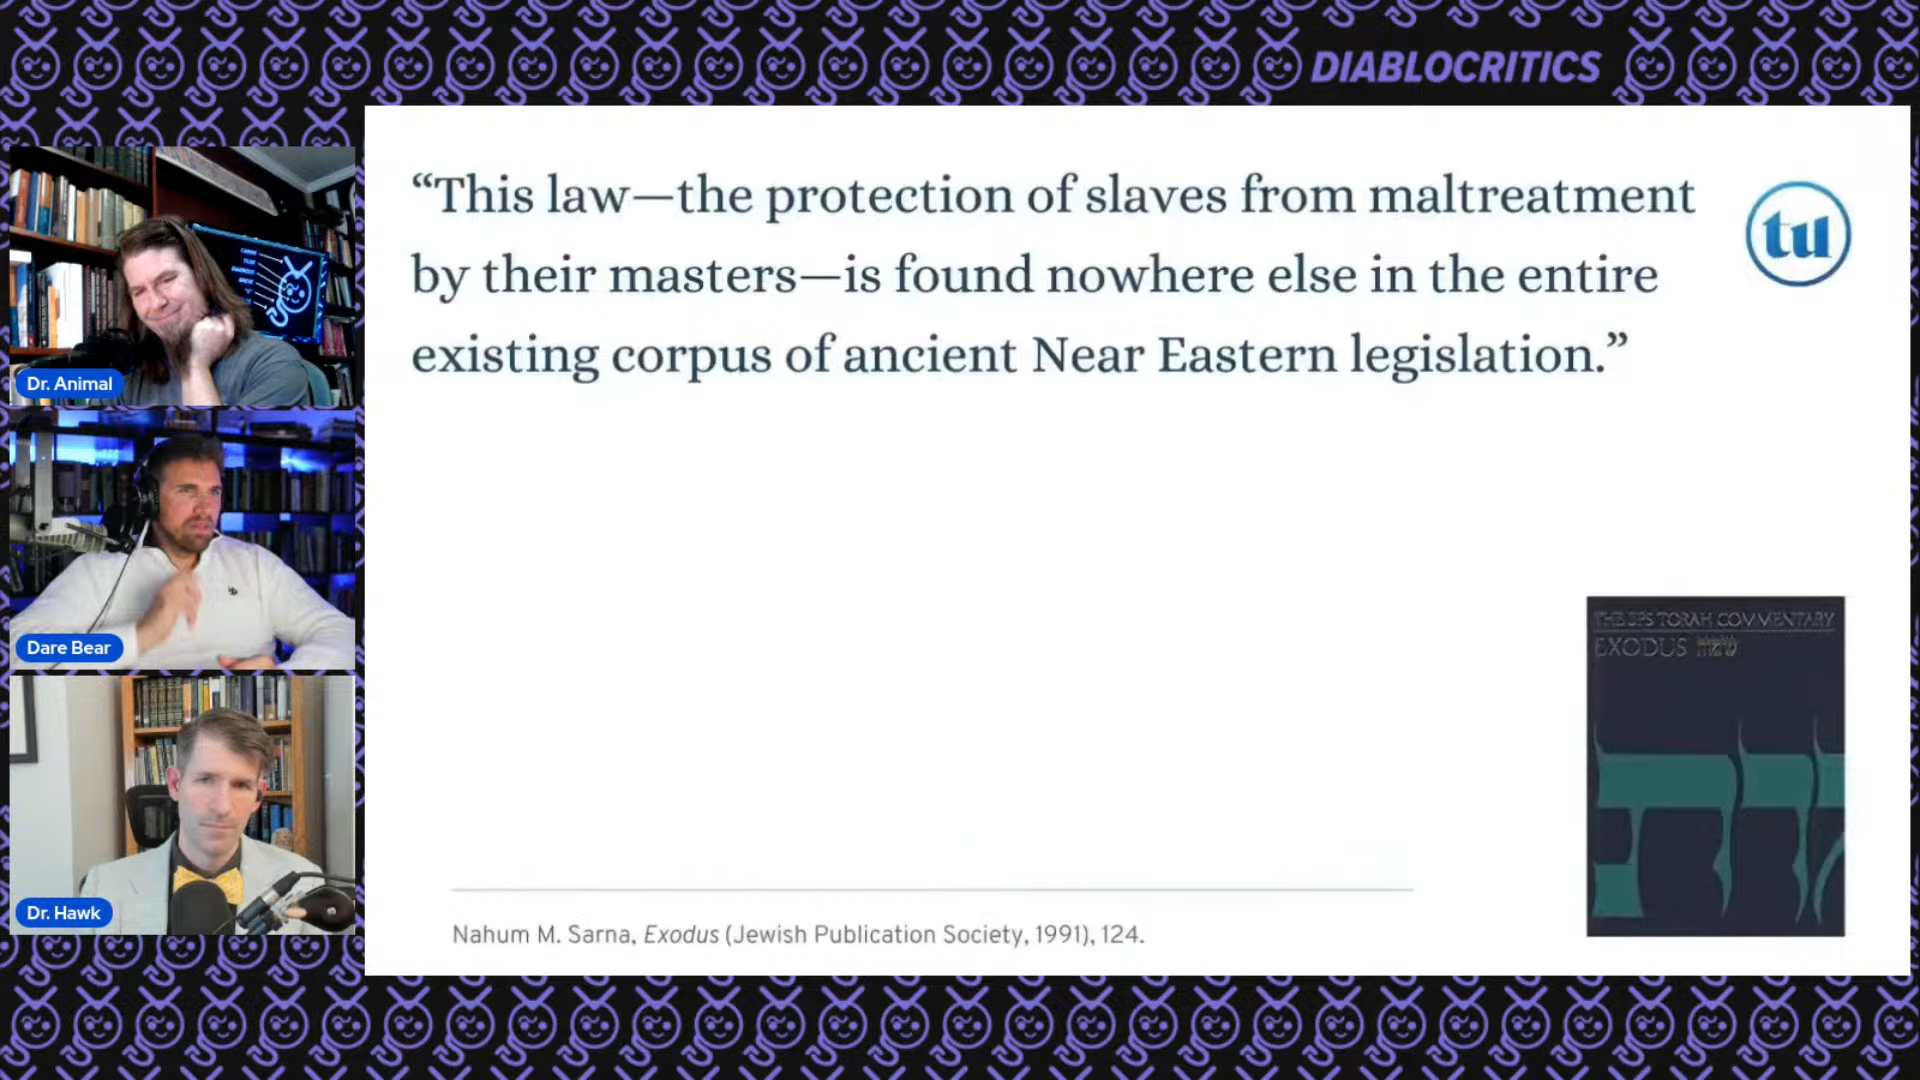 DIABLOCRITICS
“This law—the protection of slaves from maltreatment
by their masters—is found nowhere else in the entire
existing corpus of ancient Near Eastern legislation.”
tu
Dr. Animal
Dare Bear
Dr. Hawk
THE JPS TORAH COMMENTARY
EXODUS
Nahum M. Sarna, Exodus (Jewish Publication Society, 1991), 124.